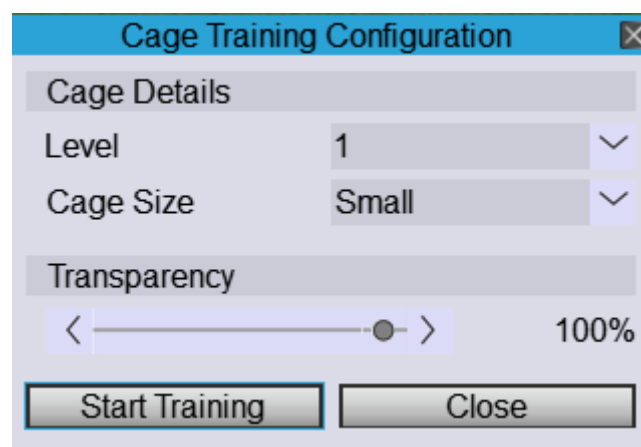 Cage Training Configuration
Cage Details
Level 1
Cage Size Small
Transparency
100%
Start Training Close